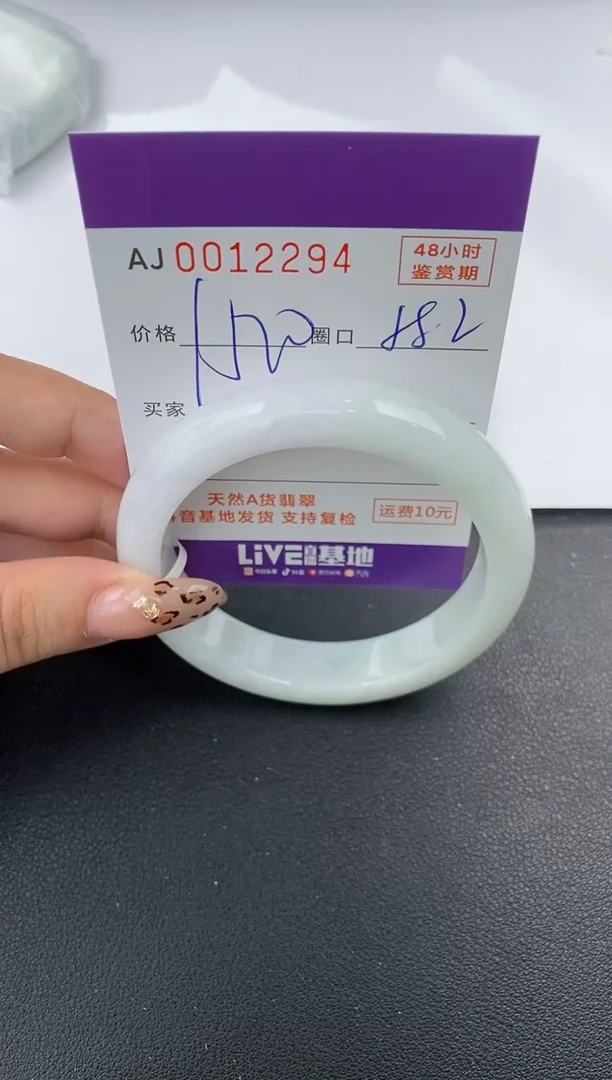 AJ 0012294
48小时
鉴赏期
价格 圈口
买家
天然A货翡翠
音基地发货 支持复检
运费10元
LiVE 基地